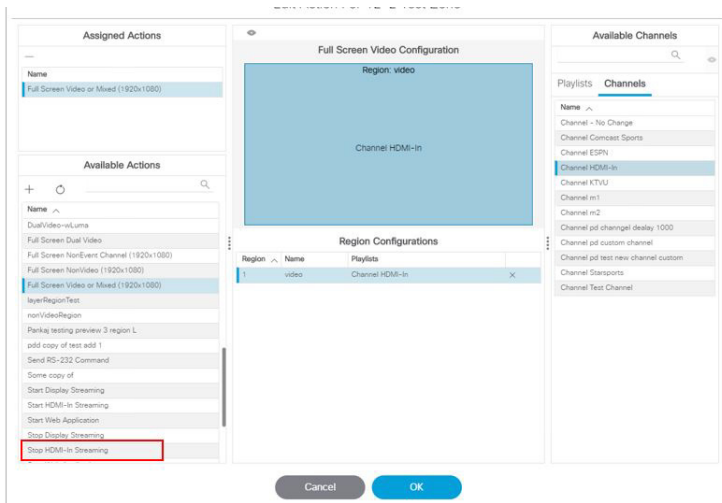 Assigned Actions
Name
Full Screen Video or Mixed (1920x1080)
Available Actions
Name
DualVideo-wLuma
Full Screen Dual Video
Full Screen NonEvent Channel (1920x1080)
Full Screen NonVideo (1920x1080)
Full Screen Video or Mixed (1920x1080)
layerRegionTest
nonVideoRegion
Pankaj testing preview 3 region L
pdd copy of test add 1
Send RS-232 Command
Some copy of
Start Display Streaming
Start HDMI-In Streaming
Start Web Application
Stop Display Streaming
Stop HDMI-In Streaming
Full Screen Video Configuration
Region: video
Channel HDMI-In
Region Configurations
Region Name Playlists
1 video Channel HDMI-In
Available Channels
Playlists Channels
Name
Channel - No Change
Channel Comcast Sports
Channel ESPN
Channel HDMI-In
Channel KTVU
Channel m1
Channel m2
Channel pd changel dealay 1000
Channel pd custom channel
Channel pd test new channel custom
Channel Starsports
Channel Test Channel
Cancel OK